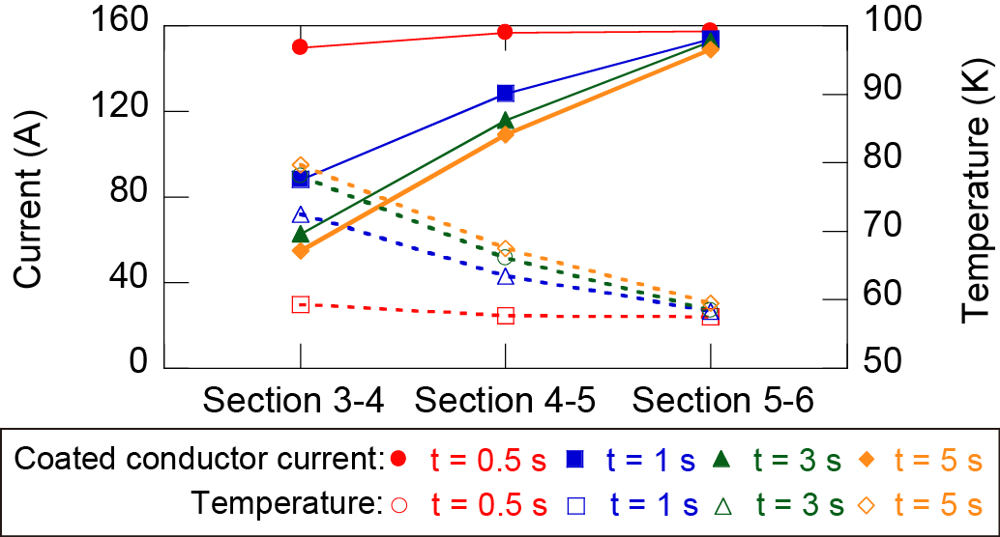 160
120
80
40
0
Current (A)
100
90
80
70
60
50
Temperature (K)
Section 3-4 Section 4-5 Section 5-6
Coated conductor current: t = 0.5 s t = 1 s t = 3 s t = 5 s
Temperature: t = 0.5 s t = 1 s t = 3 s t = 5 s